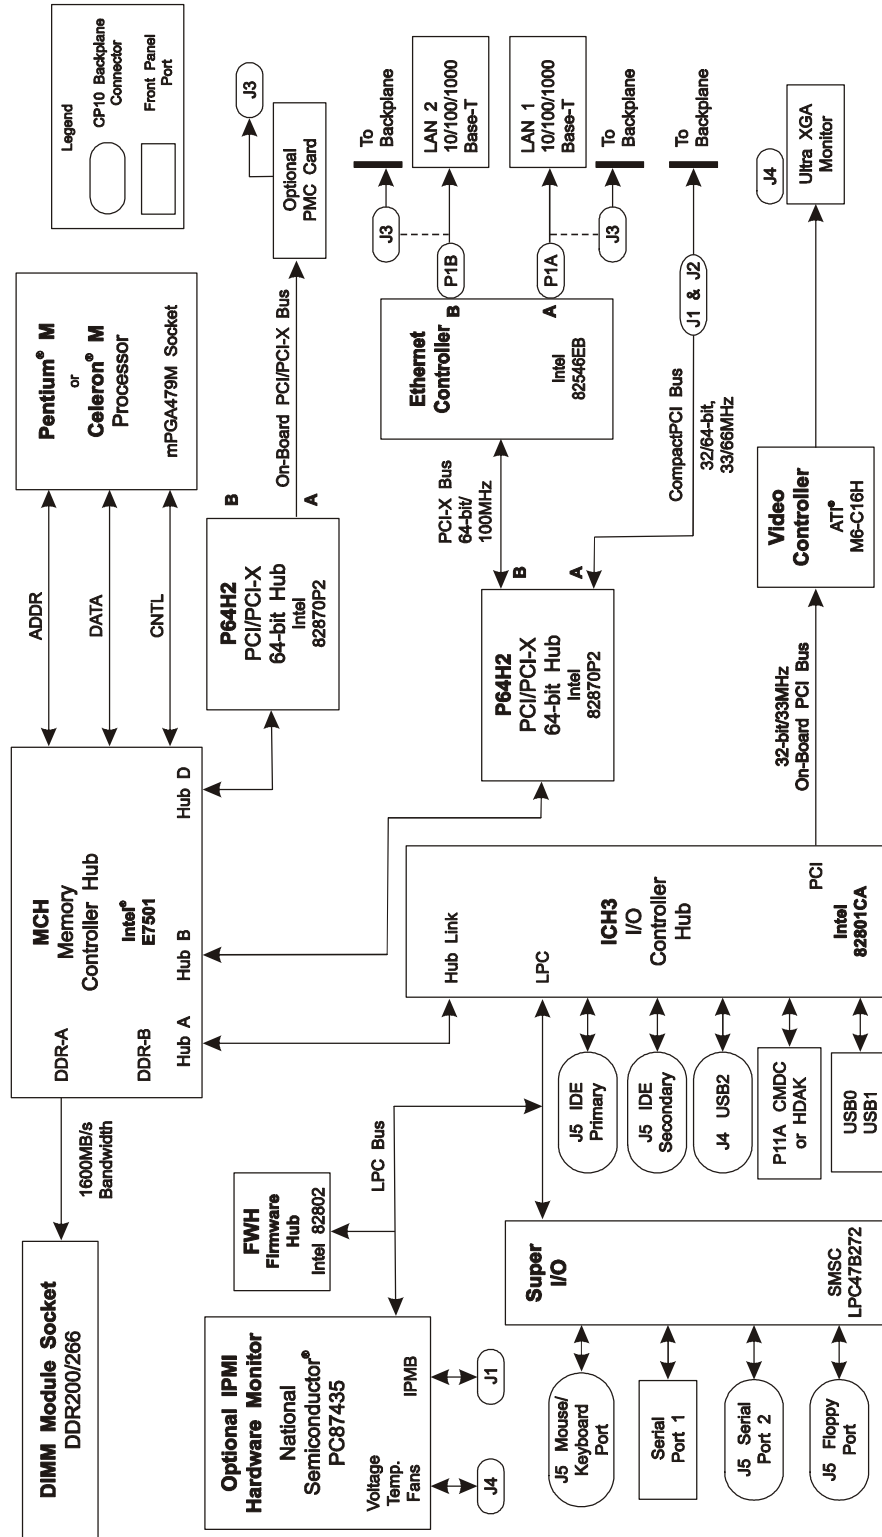 DIMM Module Socket
DDR200/266
1600MB/s
Bandwidth
MCH
Memory
Controller Hub
Intel®
E7501
DDR-A
DDR-B
Hub A
Hub B
Hub D
ADDR
DATA
CNTL
Pentium® M
or
Celeron® M
Processor
mPGA479M Socket
Legend
CP10 Backplane
Connector
Front Panel
Port
Optional IPMI
Hardware Monitor
National
Semiconductor®
PC87435
Voltage
Temp.
Fans
IPMB
J4
J1
FWH
Firmware
Hub
Intel 82802
LPC Bus
P64H2
PCI/PCI-X
64-bit Hub
Intel
82870P2
B
A
On-Board PCI/PCI-X Bus
Optional
PMC Card
J3
P64H2
PCI/PCI-X
64-bit Hub
Intel
82870P2
B
A
PCI-X Bus
64-bit/
100MHz
Ethernet
Controller
Intel
82546EB
B
A
P1B
P1A
J3
To
Backplane
LAN 2
10/100/1000
Base-T
LAN 1
10/100/1000
Base-T
J3
To
Backplane
CompactPCI Bus
32/64-bit,
33/66MHz
J1 & J2
To
Backplane
Hub Link
LPC
ICH3
I/O
Controller
Hub
PCI
Intel
82801CA
J5 IDE
Primary
J5 IDE
Secondary
J4 USB2
P11A CMDC
or HDAK
USB0
USB1
32-bit/33MHz
On-Board PCI Bus
Video
Controller
ATI®
M6-C16H
J4
Ultra XGA
Monitor
Super
I/O
SMSC
LPC47B272
J5 Mouse/
Keyboard
Port
Serial
Port 1
J5 Serial
Port 2
J5 Floppy
Port